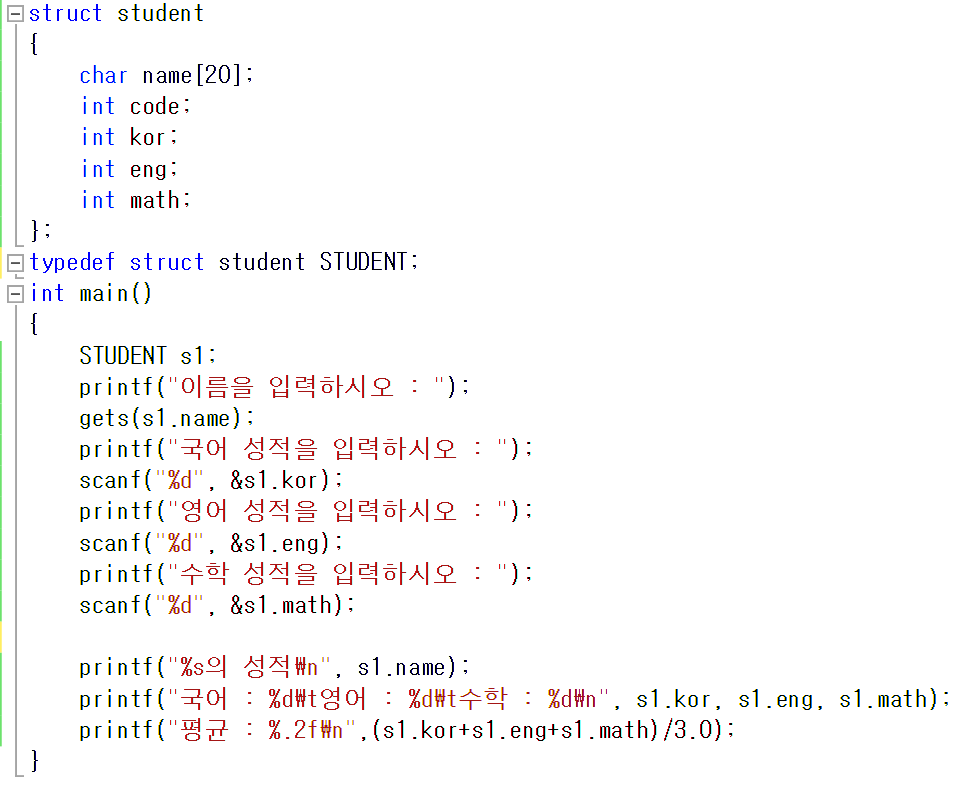 struct student
{
    char name[20];
    int code;
    int kor;
    int eng;
    int math;
};
typedef struct student STUDENT;
int main()
{
    STUDENT s1;
    printf("이름을 입력하시오 : ");
    gets(s1.name);
    printf("국어 성적을 입력하시오 : ");
    scanf("%d", &s1.kor);
    printf("영어 성적을 입력하시오 : ");
    scanf("%d", &s1.eng);
    printf("수학 성적을 입력하시오 : ");
    scanf("%d", &s1.math);

    printf("%s의 성적₩n", s1.name);
    printf("국어 : %d₩t영어 : %d₩t수학 : %d₩n", s1.kor, s1.eng, s1.math);
    printf("평균 : %.2f₩n",(s1.kor+s1.eng+s1.math)/3.0);
}